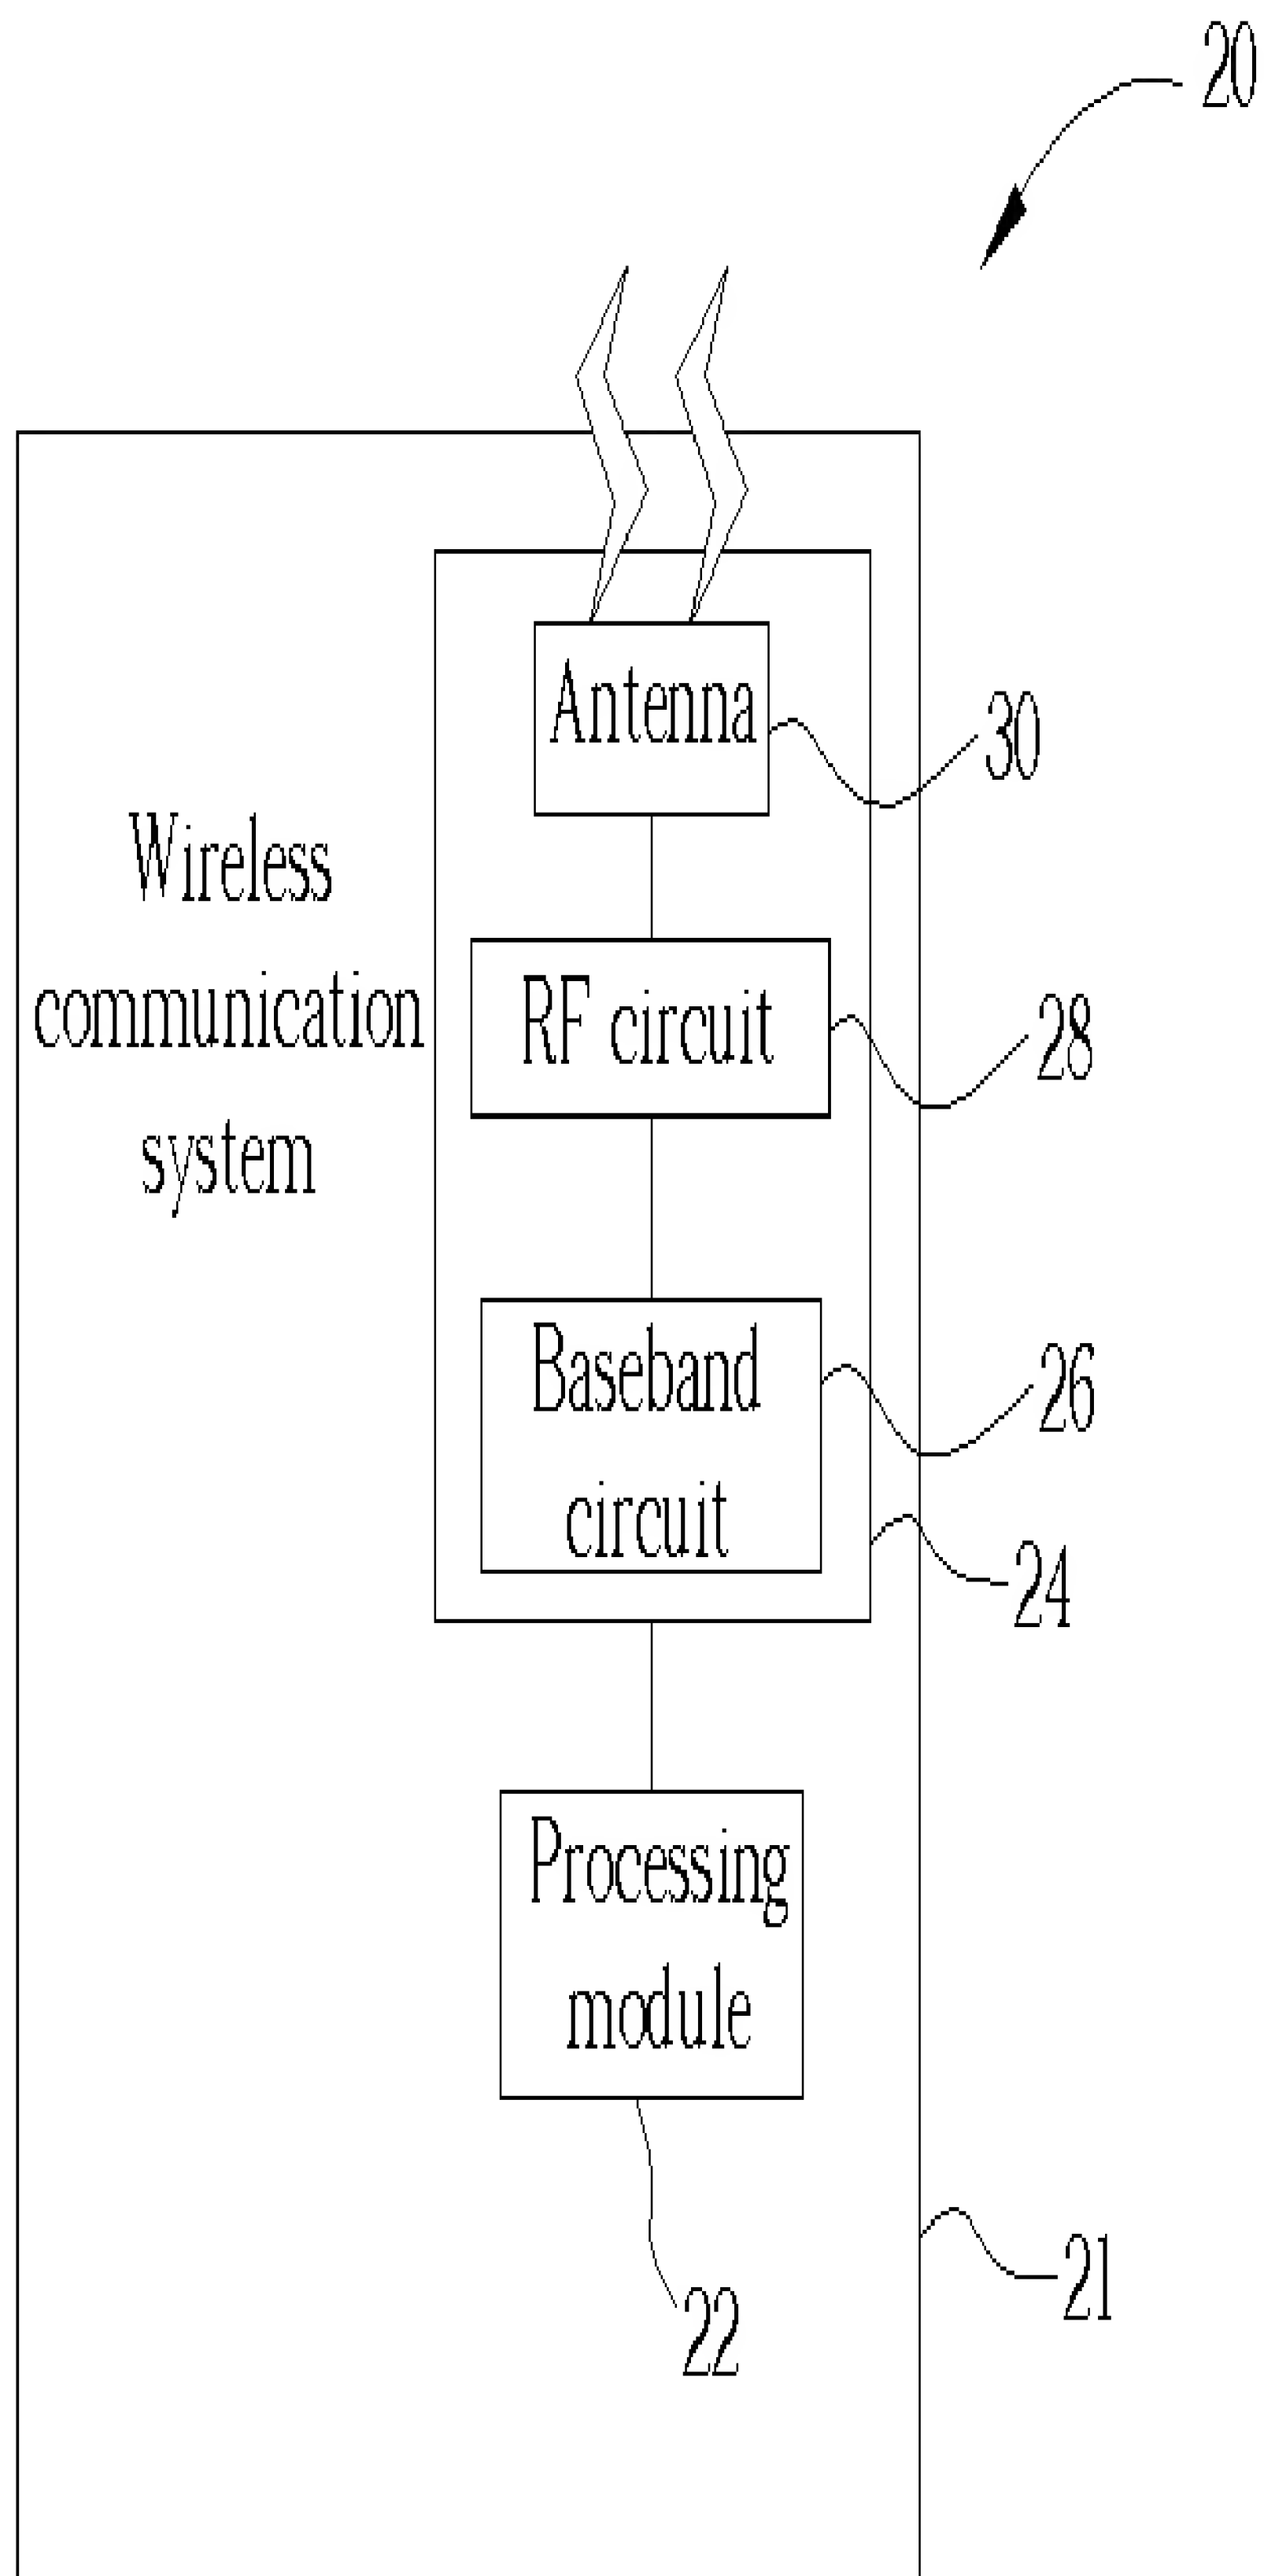 20
Antenna
30
Wireless
communication
system
RF circuit
28
Baseband
circuit
26
24
Processing
module
22
21